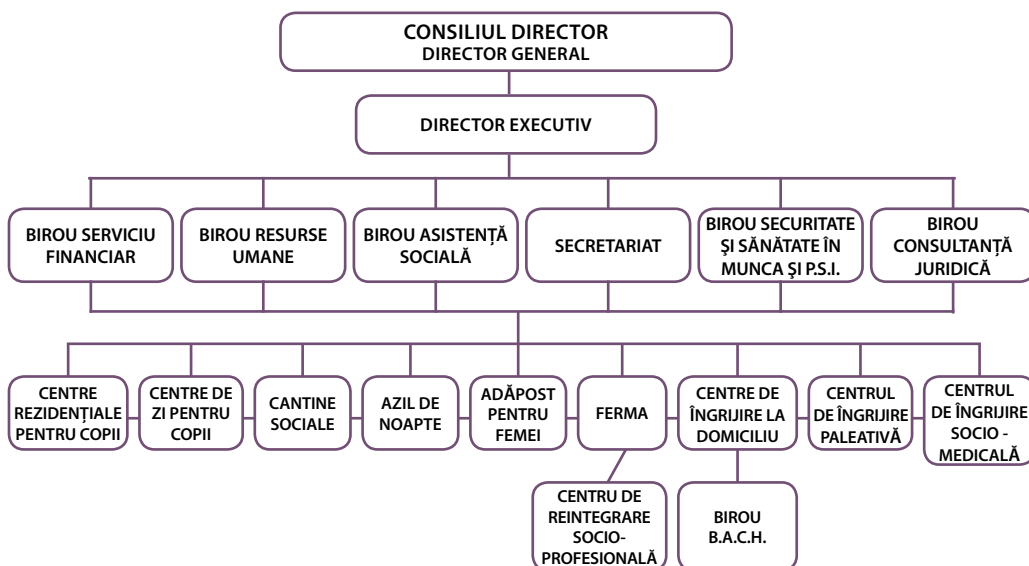 CONSILIUL DIRECTOR
DIRECTOR GENERAL
DIRECTOR EXECUTIV
BIROU SERVICIU
FINANCIAR
BIROU RESURSE
UMANE
BIROU ASISTENȚĂ
SOCIALĂ
SECRETARIAT
BIROU SECURITATE
ŞI SĂNĂTATE ÎN
MUNCA ŞI P.S.I.
BIROU
CONSULTANȚĂ
JURIDICĂ
CENTRE
REZIDENȚIALE
PENTRU COPII
CENTRE DE
ZI PENTRU
COPII
CANTINE
SOCIALE
AZIL DE
NOAPTE
ADĂPOST
PENTRU
FEMEI
FERMA
CENTRE DE
ÎNGRIJIRE LA
DOMICILIU
CENTRUL
DE ÎNGRIJIRE
PALEATIVĂ
CENTRUL
DE ÎNGRIJIRE
SOCIO -
MEDICALĂ
CENTRU DE
REINTEGRARE
SOCIO-
PROFESIONALĂ
BIROU
B.A.C.H.